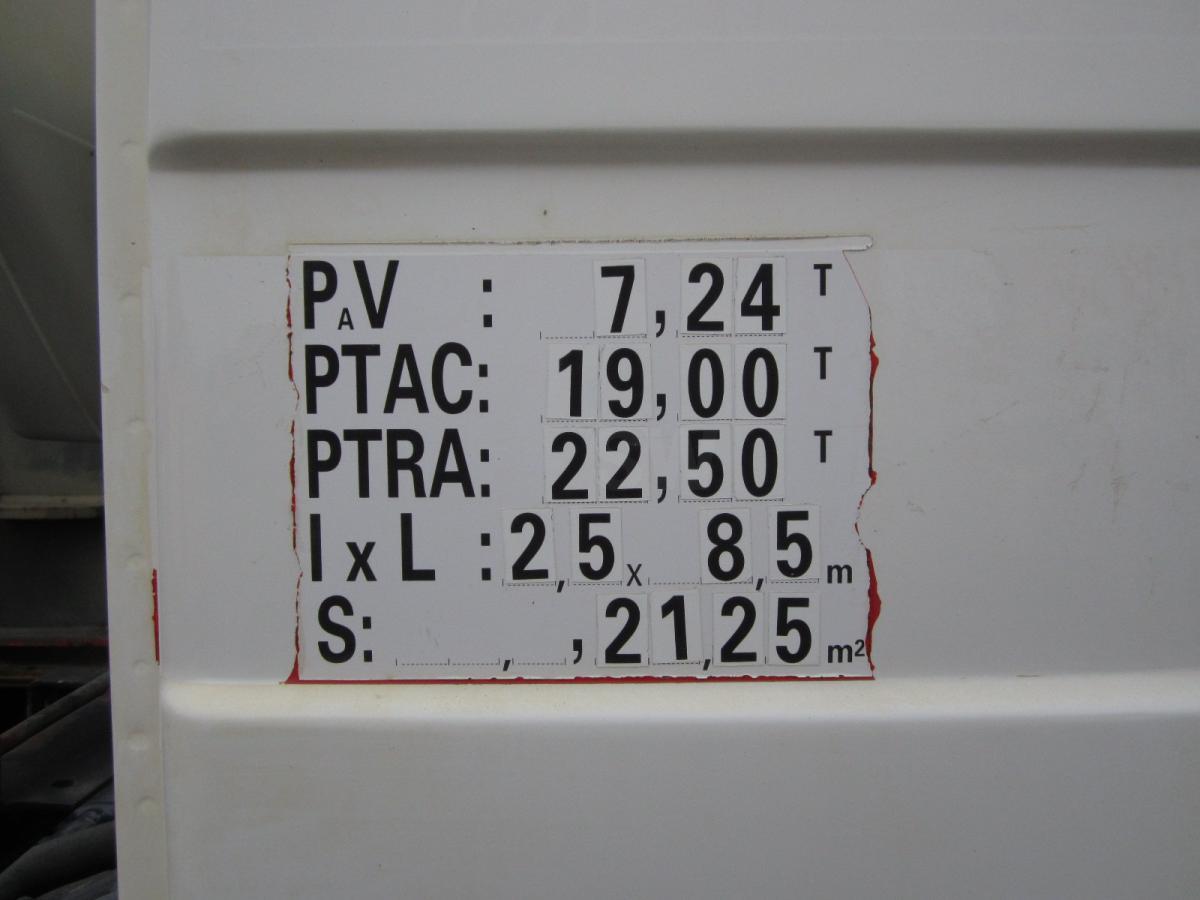 PAV : 7,24 T
PTAC: 19,00 T
PTRA: 22,50 T
l x L : 2,5 x 8,5 m
S: , ,21,25 m²